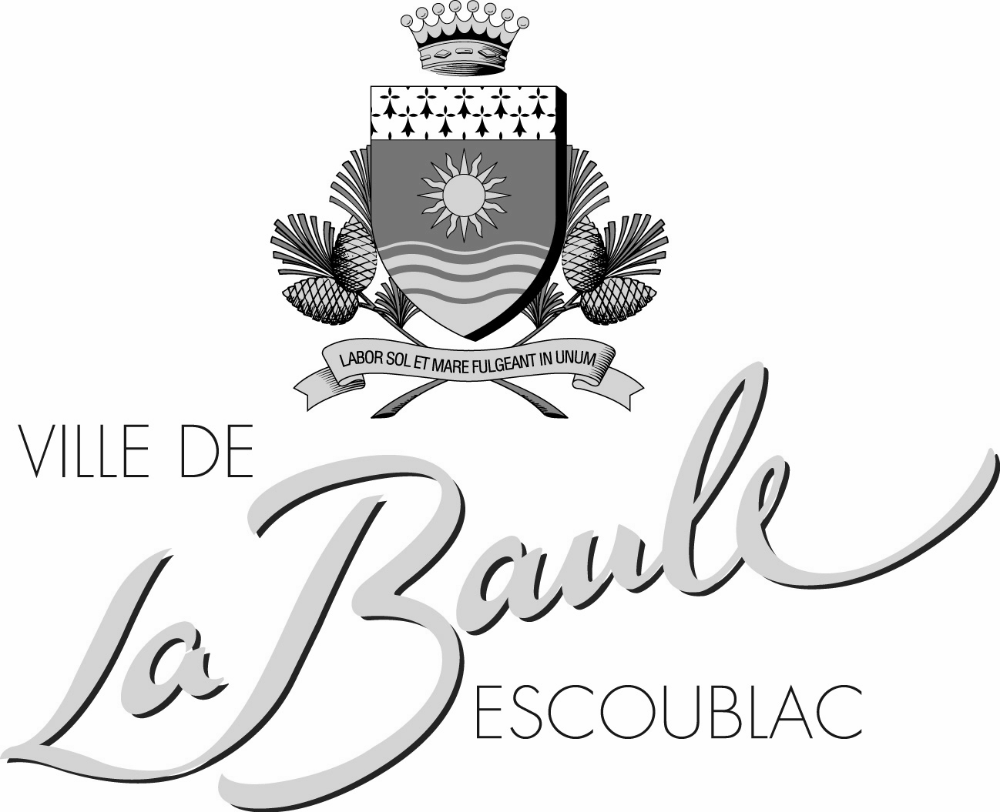 LABOR SOL ET MARE FULGEANT IN UNUM
VILLE DE
La Baule
ESCOUBLAC